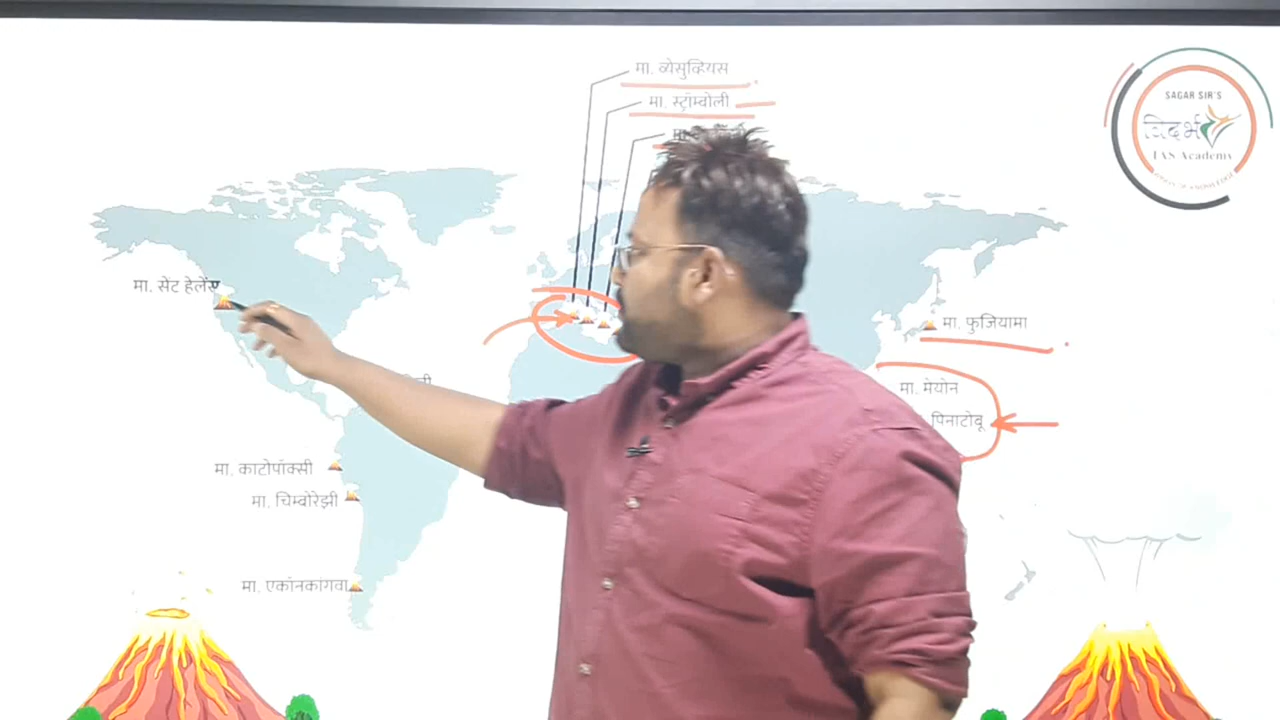 मा. व्येसुव्हियस
मा. स्ट्रॉम्बोली
SAGAR SIR'S
विदर्भ
IAS Academy
मा. सेंट हेलेंस
मा. फुजियामा
मा. मेयोन
पिनाटोबू
मा. काटोपॉक्सी
मा. चिम्बोरेझी
मा. एकॉनकांगवा